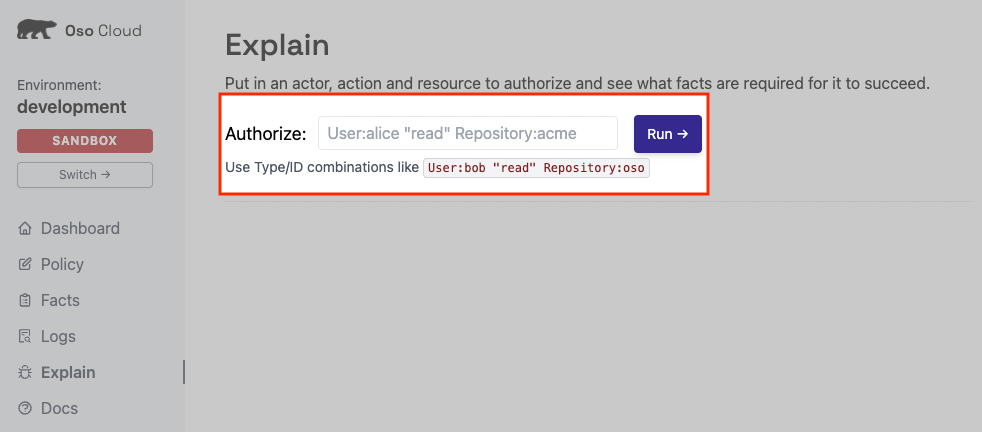 Oso Cloud
Environment:
development
SANDBOX
Switch →
Dashboard
Policy
Facts
Logs
Explain
Docs
Explain
Put in an actor, action and resource to authorize and see what facts are required for it to succeed.
Authorize: User:alice "read" Repository:acme Run →
Use Type/ID combinations like User:bob "read" Repository:oso